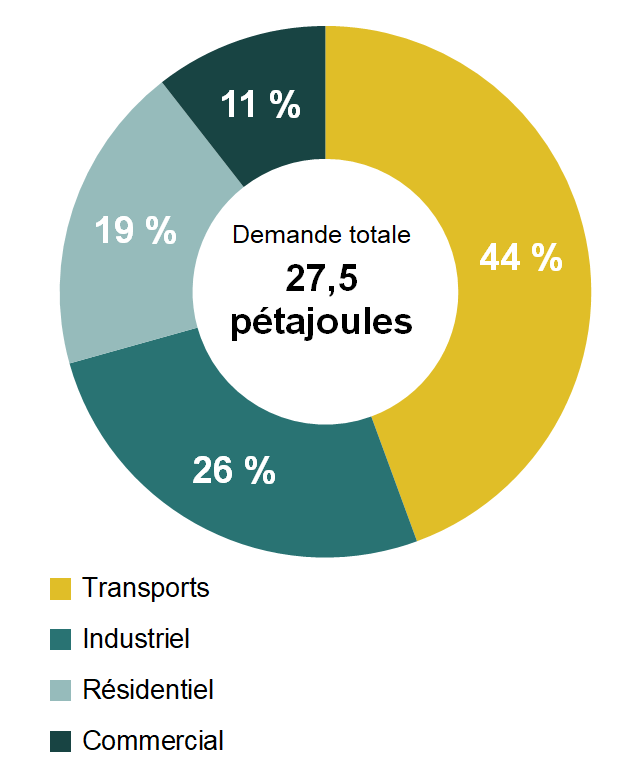 11 %
19 %
44 %
Demande totale
27,5
pétajoules
26 %
Transports
Industriel
Résidentiel
Commercial